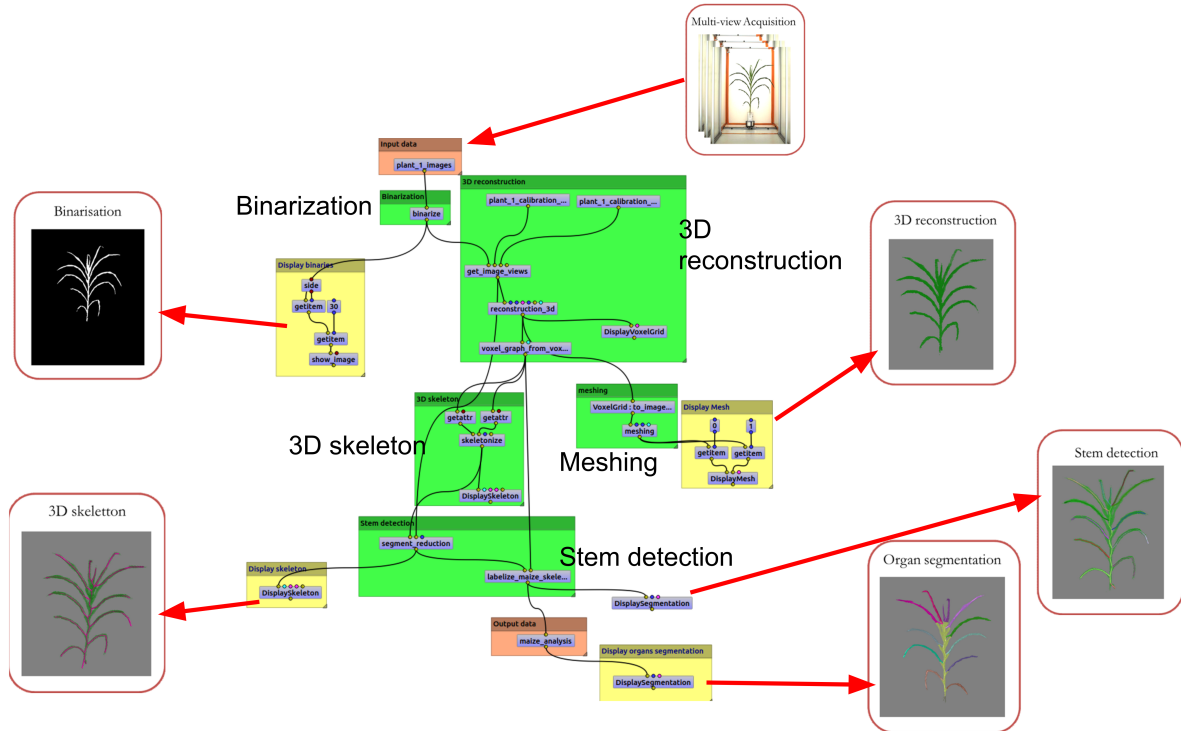 Multi-view Acquisition
Input data
plant_1_images
Binarization
Binarization
binarize
3D reconstruction
plant_1_calibration_...
plant_1_calibration_...
3D
reconstruction
get_image_views
reconstruction_3d
DisplayVoxelGrid
voxel_graph_from_vox...
Binarisation
Display binaries
side
getitem
30
getitem
show_image
3D reconstruction
3D skeleton
3D skeleton
getattr
getattr
skeletonize
DisplaySkeleton
meshing
VoxelGrid : to_image...
meshing
Meshing
Display Mesh
0
1
getitem
getitem
DisplayMesh
Stem detection
3D skeletton
Stem detection
segment_reduction
labelize_maize_skele...
Stem detection
DisplaySegmentation
Display skeleton
DisplaySkeleton
Organ segmentation
Output data
maize_analysis
Display organs segmentation
DisplaySegmentation